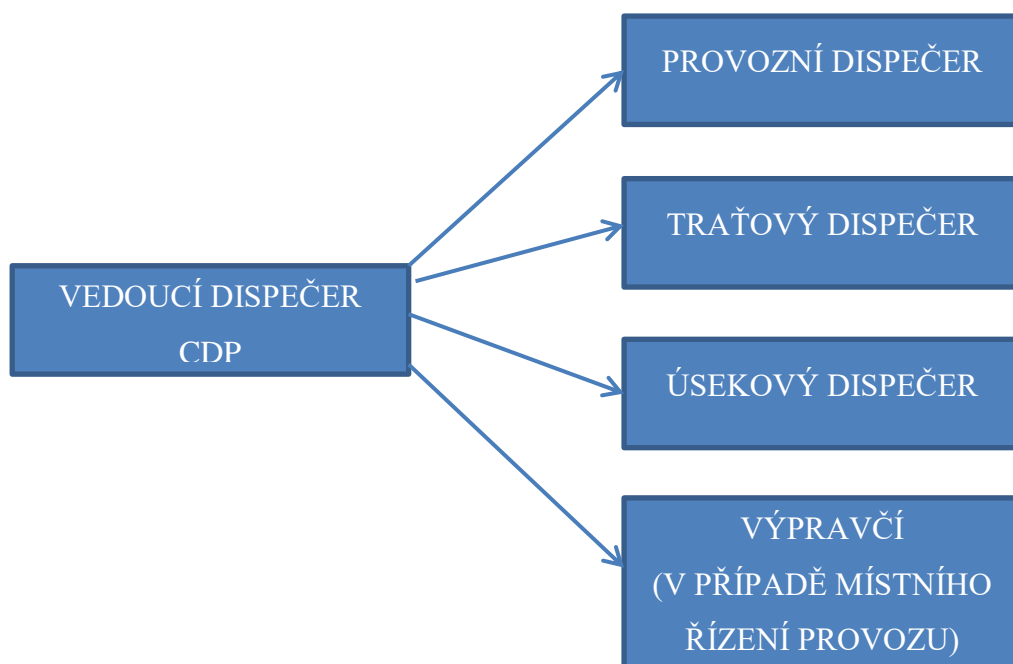 PROVOZNÍ DISPEČER
TRAŤOVÝ DISPEČER
VEDOUCÍ DISPEČER
CDP
ÚSEKOVÝ DISPEČER
VÝPRAVČÍ
(V PŘÍPADĚ MÍSTNÍHO
ŘÍZENÍ PROVOZU)